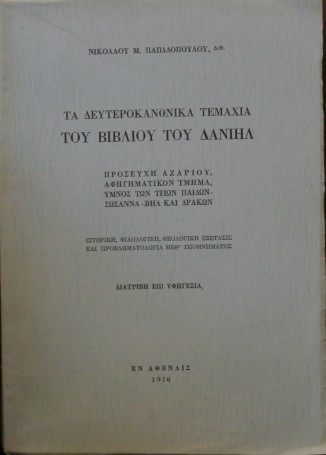 ΝΙΚΟΛΑΟΥ Μ. ΠΑΠΑΔΟΠΟΥΛΟΥ, Δ.Θ.
ΤΑ ΔΕΥΤΕΡΟΚΑΝΟΝΙΚΑ ΤΕΜΑΧΙΑ
ΤΟΥ ΒΙΒΛΙΟΥ ΤΟΥ ΔΑΝΙΗΛ
ΠΡΟΣΕΥΧΗ ΑΖΑΡΙΟΥ,
ΑΦΗΓΗΜΑΤΙΚΟΝ ΤΜΗΜΑ,
ΥΜΝΟΣ ΤΩΝ ΤΡΙΩΝ ΠΑΙΔΩΝ-
ΣΩΣΑΝΝΑ-ΒΗΛ ΚΑΙ ΔΡΑΚΩΝ
ΙΣΤΟΡΙΚΗ, ΦΙΛΟΛΟΓΙΚΗ, ΘΕΟΛΟΓΙΚΗ ΕΞΕΤΑΣΙΣ
ΚΑΙ ΠΡΟΒΛΗΜΑΤΟΛΟΓΙΑ ΜΕΘ' ΥΠΟΜΝΗΜΑΤΟΣ
ΔΙΑΤΡΙΒΗ ΕΠΙ ΥΦΗΓΕΣΙΑ
ΕΝ ΑΘΗΝΑΙΣ
1970